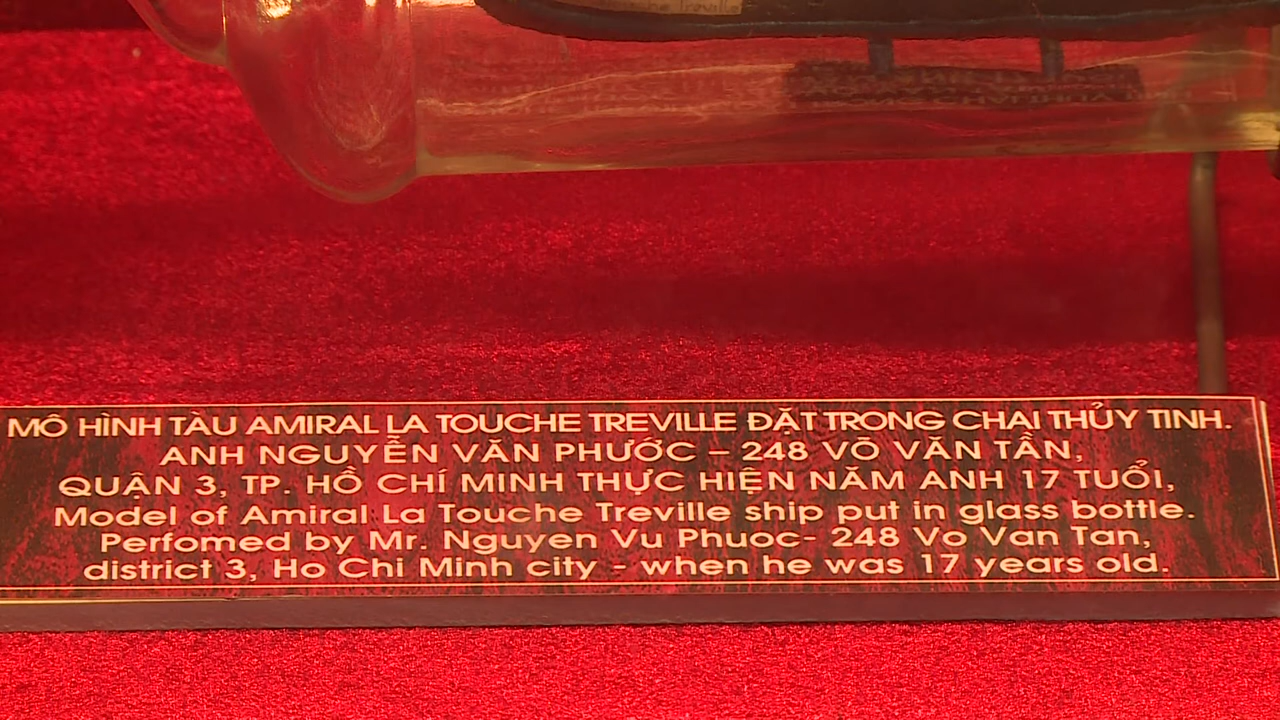 Touche Treville
MÔ HÌNH TÀU AMIRAL LA TOUCHE TREVILLE ĐẶT TRONG CHAI THỦY TINH.
ANH NGUYỄN VĂN PHƯỚC – 248 VÕ VĂN TẦN,
QUẬN 3, TP. HỒ CHÍ MINH THỰC HIỆN NĂM ANH 17 TUỔI,
Model of Amiral La Touche Treville ship put in glass bottle.
Perfomed by Mr. Nguyen Vu Phuoc- 248 Vo Van Tan,
district 3, Ho Chi Minh city - when he was 17 years old.